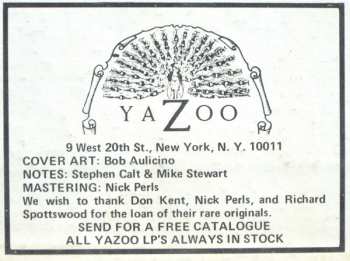 YAZOO
9 West 20th St., New York, N. Y. 10011
COVER ART: Bob Aulicino
NOTES: Stephen Calt & Mike Stewart
MASTERING: Nick Perls
We wish to thank Don Kent, Nick Perls, and Richard
Spottswood for the loan of their rare originals.
SEND FOR A FREE CATALOGUE
ALL YAZOO LP'S ALWAYS IN STOCK